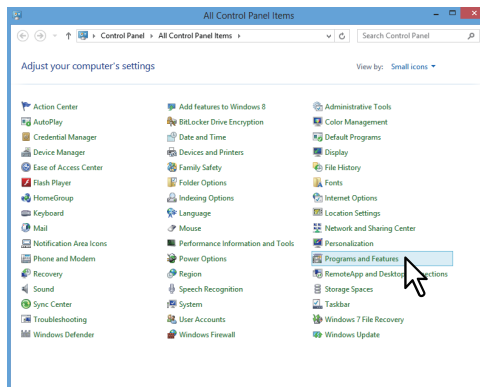 All Control Panel Items
Control Panel All Control Panel Items Search Control Panel
Adjust your computer's settings View by: Small icons
Action Center Add features to Windows 8 Administrative Tools
AutoPlay BitLocker Drive Encryption Color Management
Credential Manager Date and Time Default Programs
Device Manager Devices and Printers Display
Ease of Access Center Family Safety File History
Flash Player Folder Options Fonts
HomeGroup Indexing Options Internet Options
Keyboard Language Location Settings
Mail Mouse Network and Sharing Center
Notification Area Icons Performance Information and Tools Personalization
Phone and Modem Power Options Programs and Features
Recovery Region RemoteApp and Desktop
Sound Speech Recognition Storage Spaces
Sync Center System Taskbar
Troubleshooting User Accounts Windows 7 File Recovery
Windows Defender Windows Firewall Windows Update